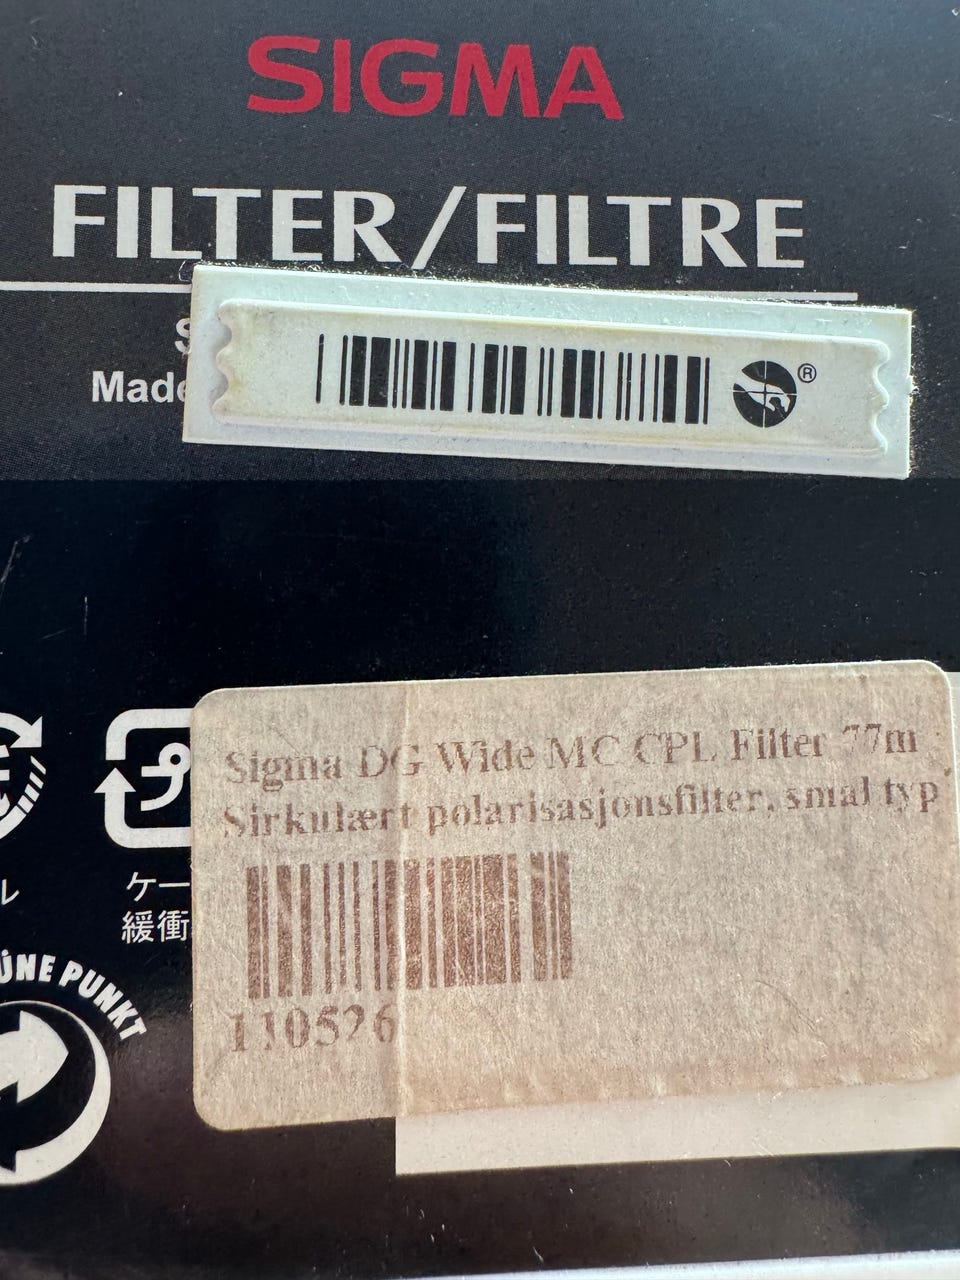 SIGMA
FILTER/FILTRE
S
Made
®
Sigma DG Wide MC CPL Filter 77m
Sirkulært polarisasjonsfilter, smal typ
110526
ル
ケー
緩衝
ÜNE PUNKT